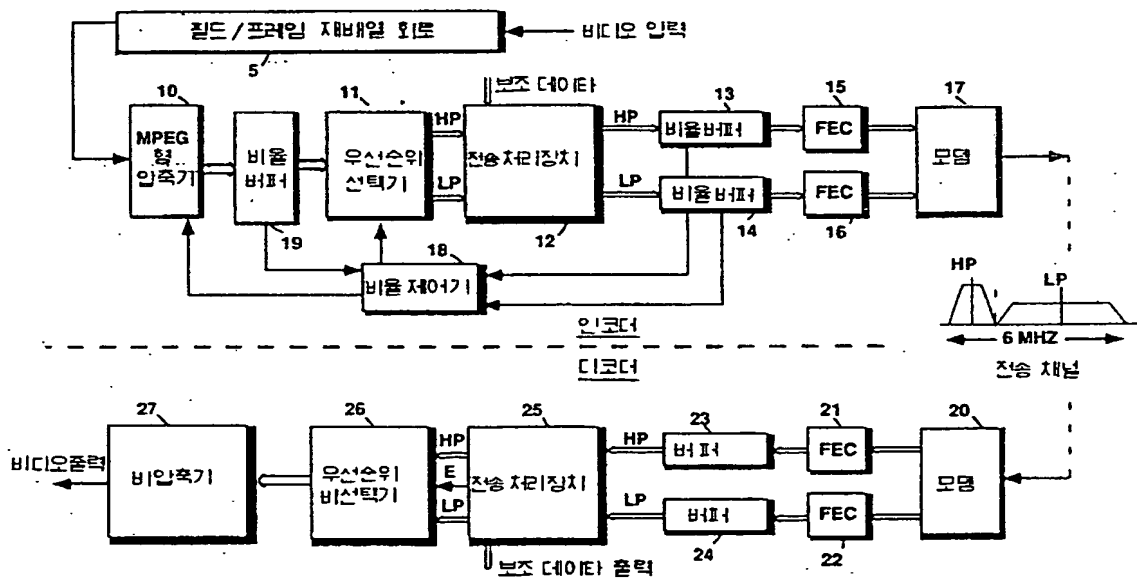 필드/프레임 재배열 회로
비디오 입력
5
보조 데이타
10
11
13
15
17
MPEG
형
압축기
비율
버퍼
우선순위
선택기
HP
LP
전송처리장치
HP
LP
비율버퍼
비율버퍼
FEC
FEC
모뎀
19
12
14
16
18
비율 제어기
HP
LP
6 MHZ
전송 채널
인코더
디코더
27
26
25
23
21
20
비디오출력
비압축기
우선순위
비선택기
HP
E
LP
전송처리장치
HP
LP
버퍼
버퍼
FEC
FEC
모뎀
24
22
보조 데이타 출력